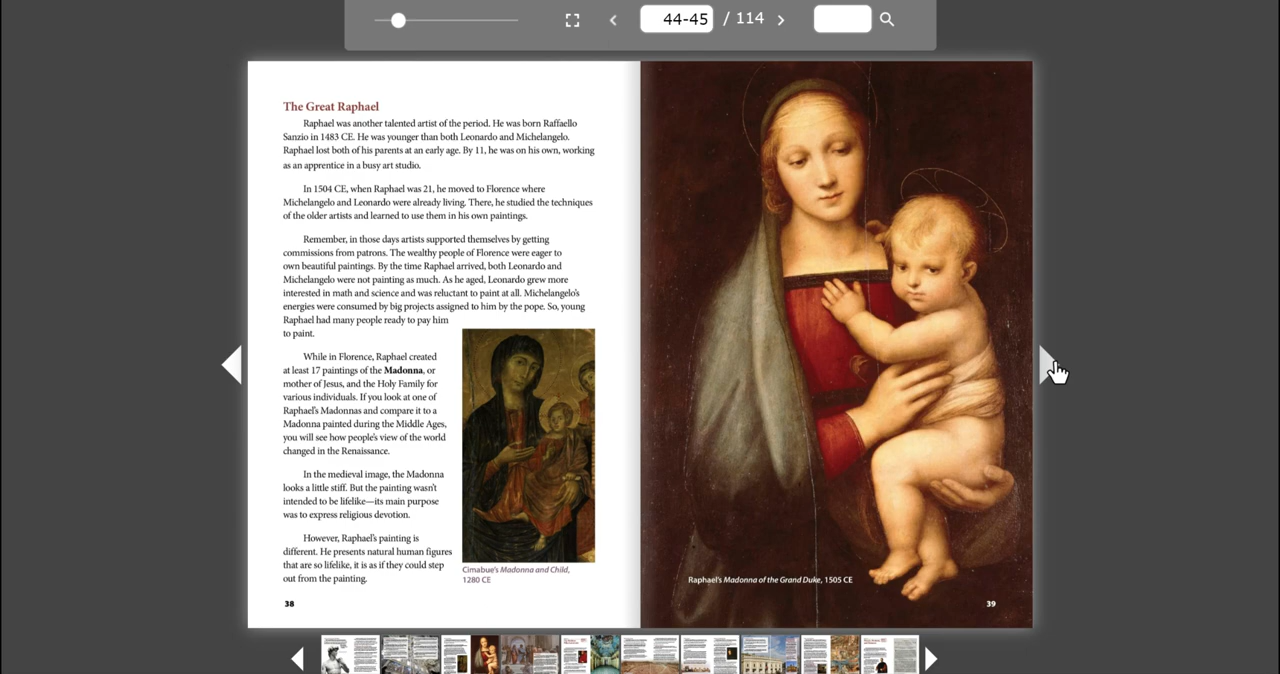 44-45 / 114
The Great Raphael
Raphael was another talented artist of the period. He was born Raffaello
Sanzio in 1483 CE. He was younger than both Leonardo and Michelangelo.
Raphael lost both of his parents at an early age. By 11, he was on his own, working
as an apprentice in a busy art studio.
In 1504 CE, when Raphael was 21, he moved to Florence where
Michelangelo and Leonardo were already living. There, he studied the techniques
of the older artists and learned to use them in his own paintings.
Remember, in those days artists supported themselves by getting
commissions from patrons. The wealthy people of Florence were eager to
own beautiful paintings. By the time Raphael arrived, both Leonardo and
Michelangelo were not painting as much. As he aged, Leonardo grew more
interested in math and science and was reluctant to paint at all. Michelangelo's
energies were consumed by big projects assigned to him by the pope. So, young
Raphael had many people ready to pay him
to paint.
While in Florence, Raphael created
at least 17 paintings of the Madonna, or
mother of Jesus, and the Holy Family for
various individuals. If you look at one of
Raphael's Madonnas and compare it to a
Madonna painted during the Middle Ages,
you will see how people's view of the world
changed in the Renaissance.
In the medieval image, the Madonna
looks a little stiff. But the painting wasn't
intended to be lifelike—its main purpose
was to express religious devotion.
However, Raphael's painting is
different. He presents natural human figures
that are so lifelike, it is as if they could step
out from the painting.
Cimabue's Madonna and Child,
1280 CE
38
Raphael's Madonna of the Grand Duke, 1505 CE
39